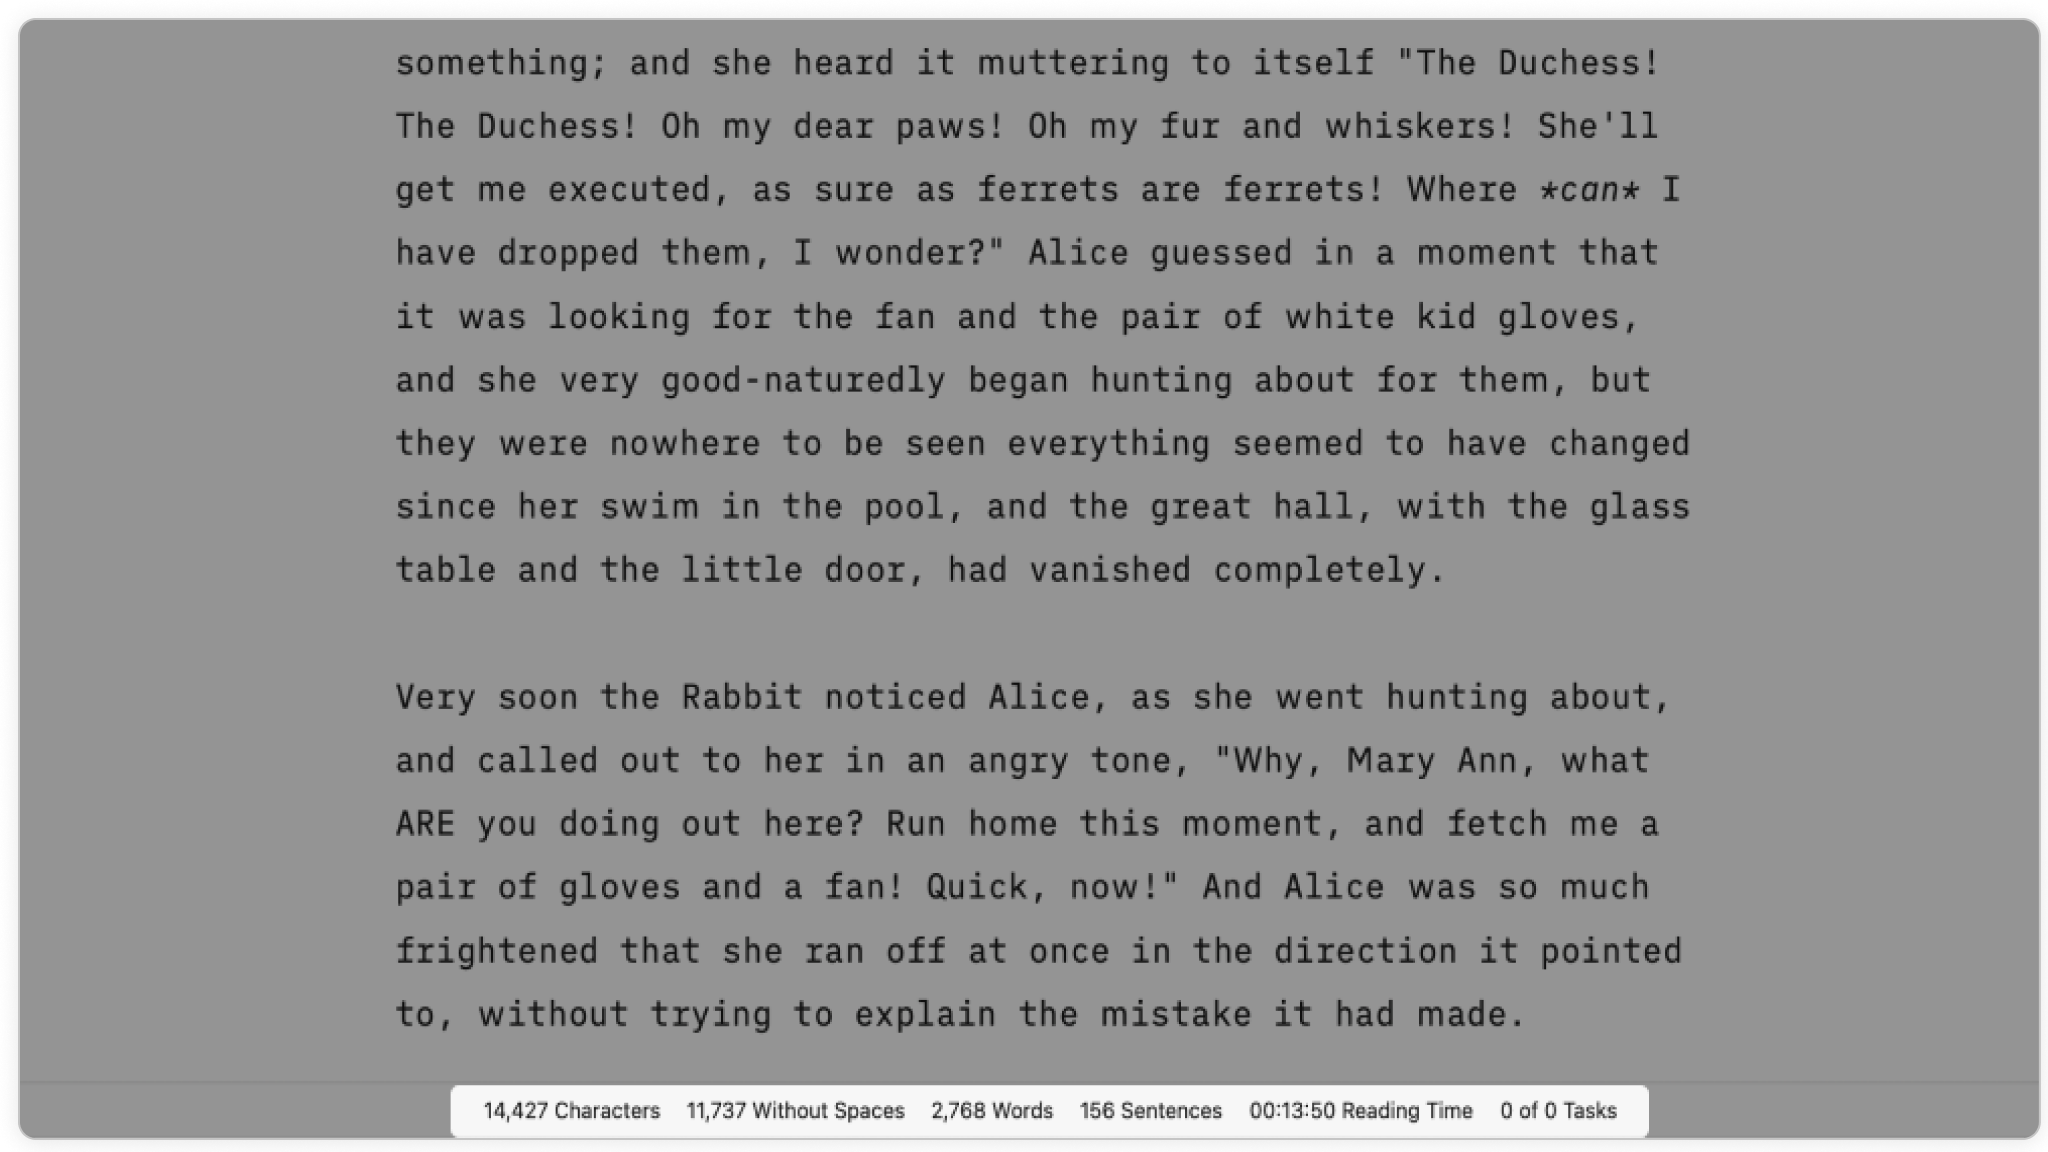 something; and she heard it muttering to itself "The Duchess!
The Duchess! Oh my dear paws! Oh my fur and whiskers! She'll
get me executed, as sure as ferrets are ferrets! Where *can* I
have dropped them, I wonder?" Alice guessed in a moment that
it was looking for the fan and the pair of white kid gloves,
and she very good-naturedly began hunting about for them, but
they were nowhere to be seen everything seemed to have changed
since her swim in the pool, and the great hall, with the glass
table and the little door, had vanished completely.
Very soon the Rabbit noticed Alice, as she went hunting about,
and called out to her in an angry tone, "Why, Mary Ann, what
ARE you doing out here? Run home this moment, and fetch me a
pair of gloves and a fan! Quick, now!" And Alice was so much
frightened that she ran off at once in the direction it pointed
to, without trying to explain the mistake it had made.
14,427 Characters 11,737 Without Spaces 2,768 Words 156 Sentences 00:13:50 Reading Time 0 of 0 Tasks